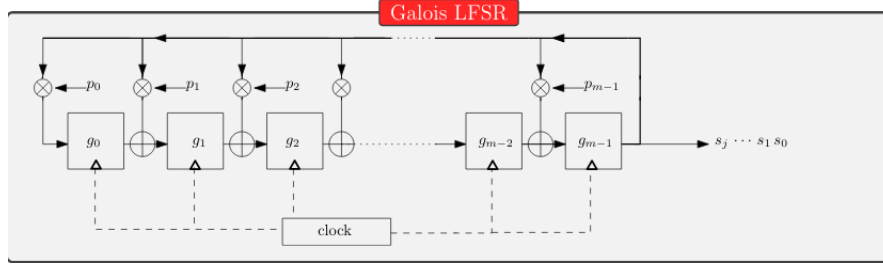 Galois LFSR
p₀ p₁ p₂ pₘ₋₁
g₀ g₁ g₂ gₘ₋₂ gₘ₋₁ sⱼ ⋯ s₁ s₀
clock